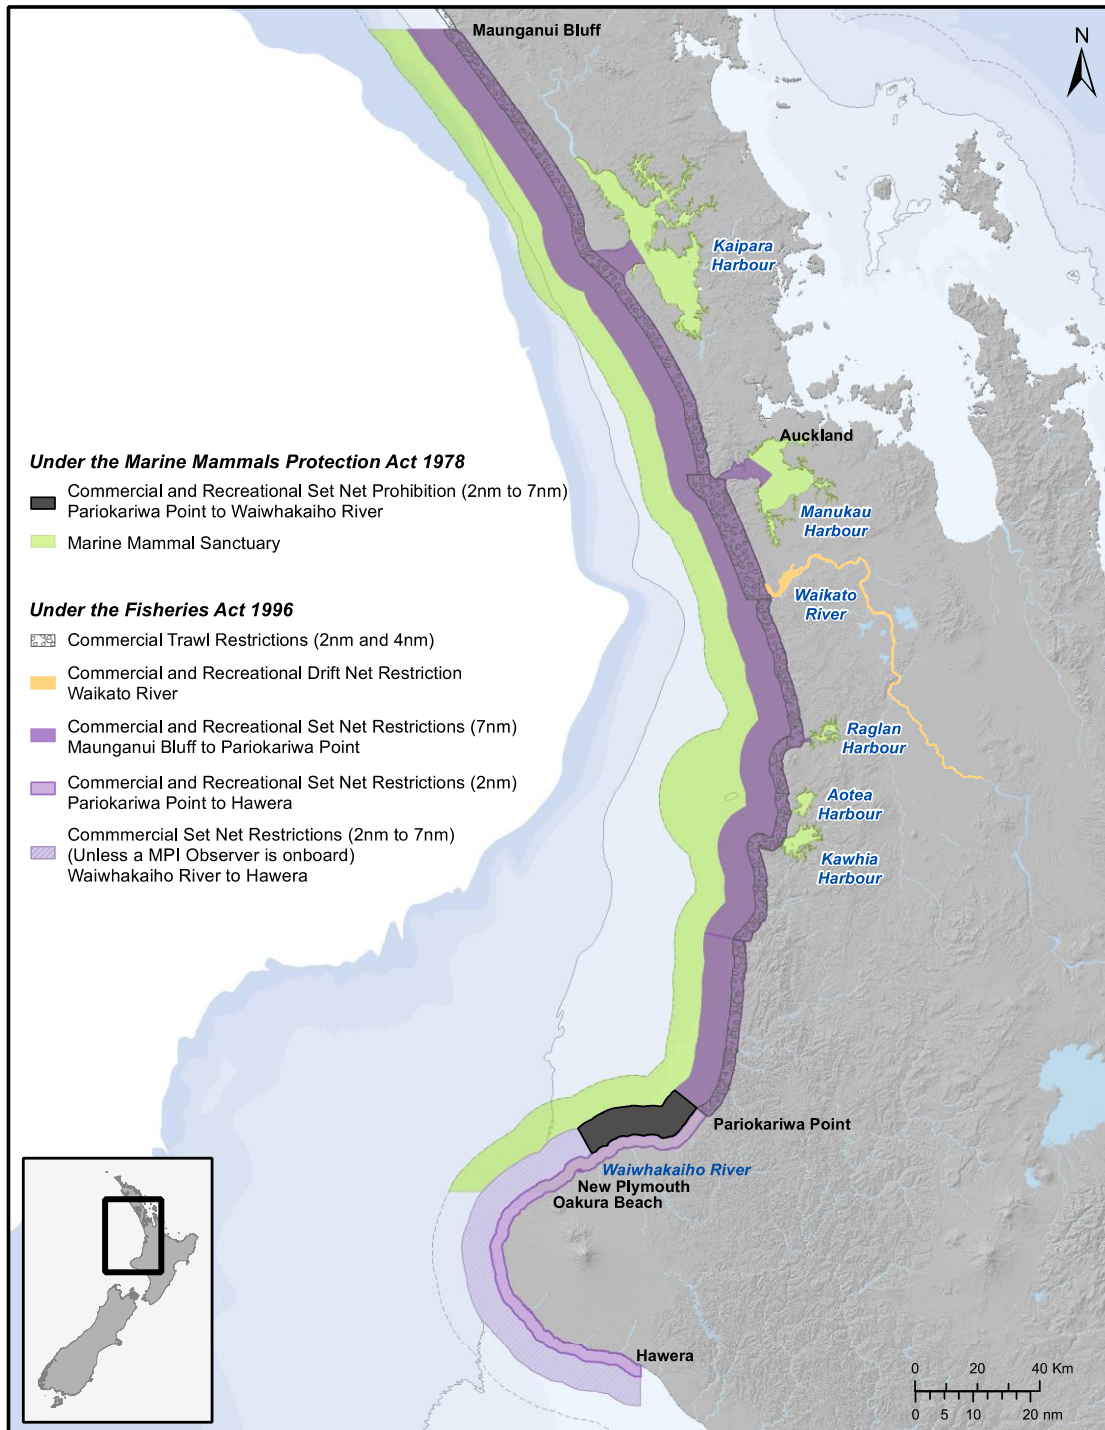 Maunganui Bluff
N
Kaipara
Harbour
Auckland
Manukau
Harbour
Waikato
River
Raglan
Harbour
Aotea
Harbour
Kawhia
Harbour
Under the Marine Mammals Protection Act 1978
Commercial and Recreational Set Net Prohibition (2nm to 7nm)
Pariokariwa Point to Waiwhakaiho River
Marine Mammal Sanctuary
Under the Fisheries Act 1996
Commercial Trawl Restrictions (2nm and 4nm)
Commercial and Recreational Drift Net Restriction
Waikato River
Commercial and Recreational Set Net Restrictions (7nm)
Maunganui Bluff to Pariokariwa Point
Commercial and Recreational Set Net Restrictions (2nm)
Pariokariwa Point to Hawera
Commmercial Set Net Restrictions (2nm to 7nm)
(Unless a MPI Observer is onboard)
Waiwhakaiho River to Hawera
Pariokariwa Point
Waiwhakaiho River
New Plymouth
Oakura Beach
Hawera
0 20 40 Km
0 5 10 20 nm